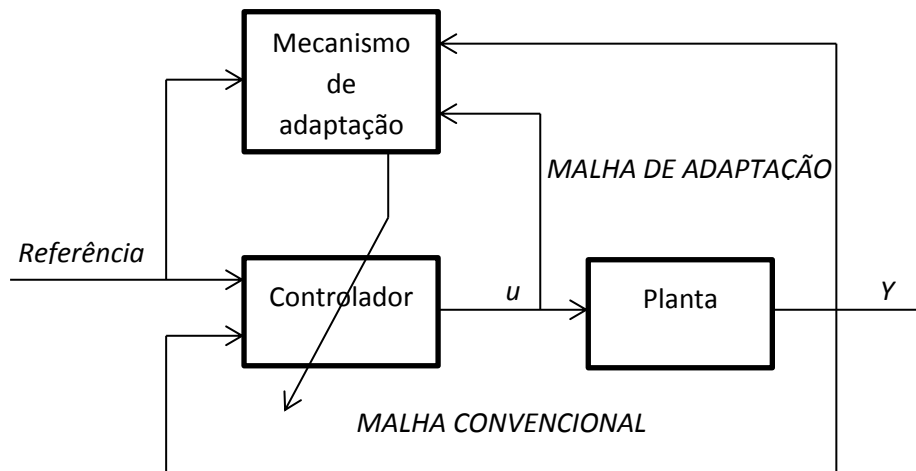 Mecanismo
de
adaptação
MALHA DE ADAPTAÇÃO
Referência
Controlador
u
Planta
Y
MALHA CONVENCIONAL